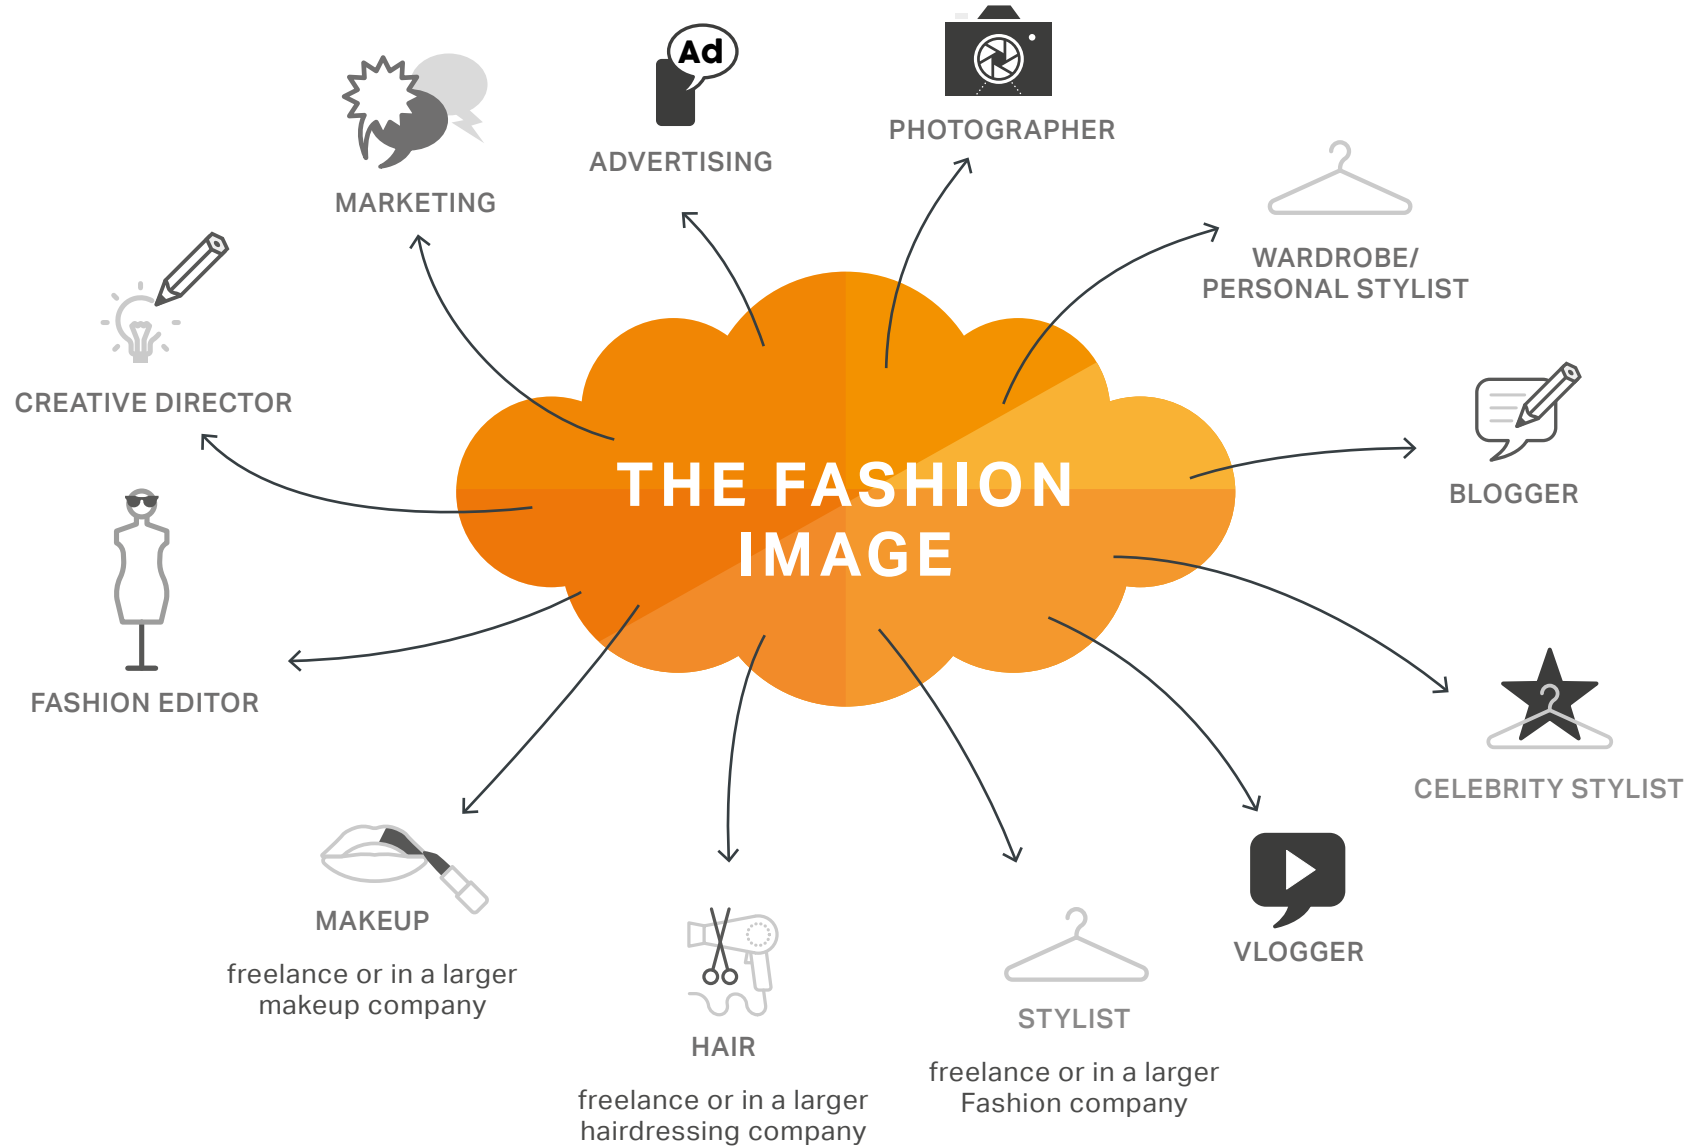 Ad
PHOTOGRAPHER
ADVERTISING
MARKETING
WARDROBE/
PERSONAL STYLIST
CREATIVE DIRECTOR
BLOGGER
THE FASHION
IMAGE
FASHION EDITOR
CELEBRITY STYLIST
MAKEUP
freelance or in a larger
makeup company
VLOGGER
HAIR
freelance or in a larger
hairdressing company
STYLIST
freelance or in a larger
Fashion company